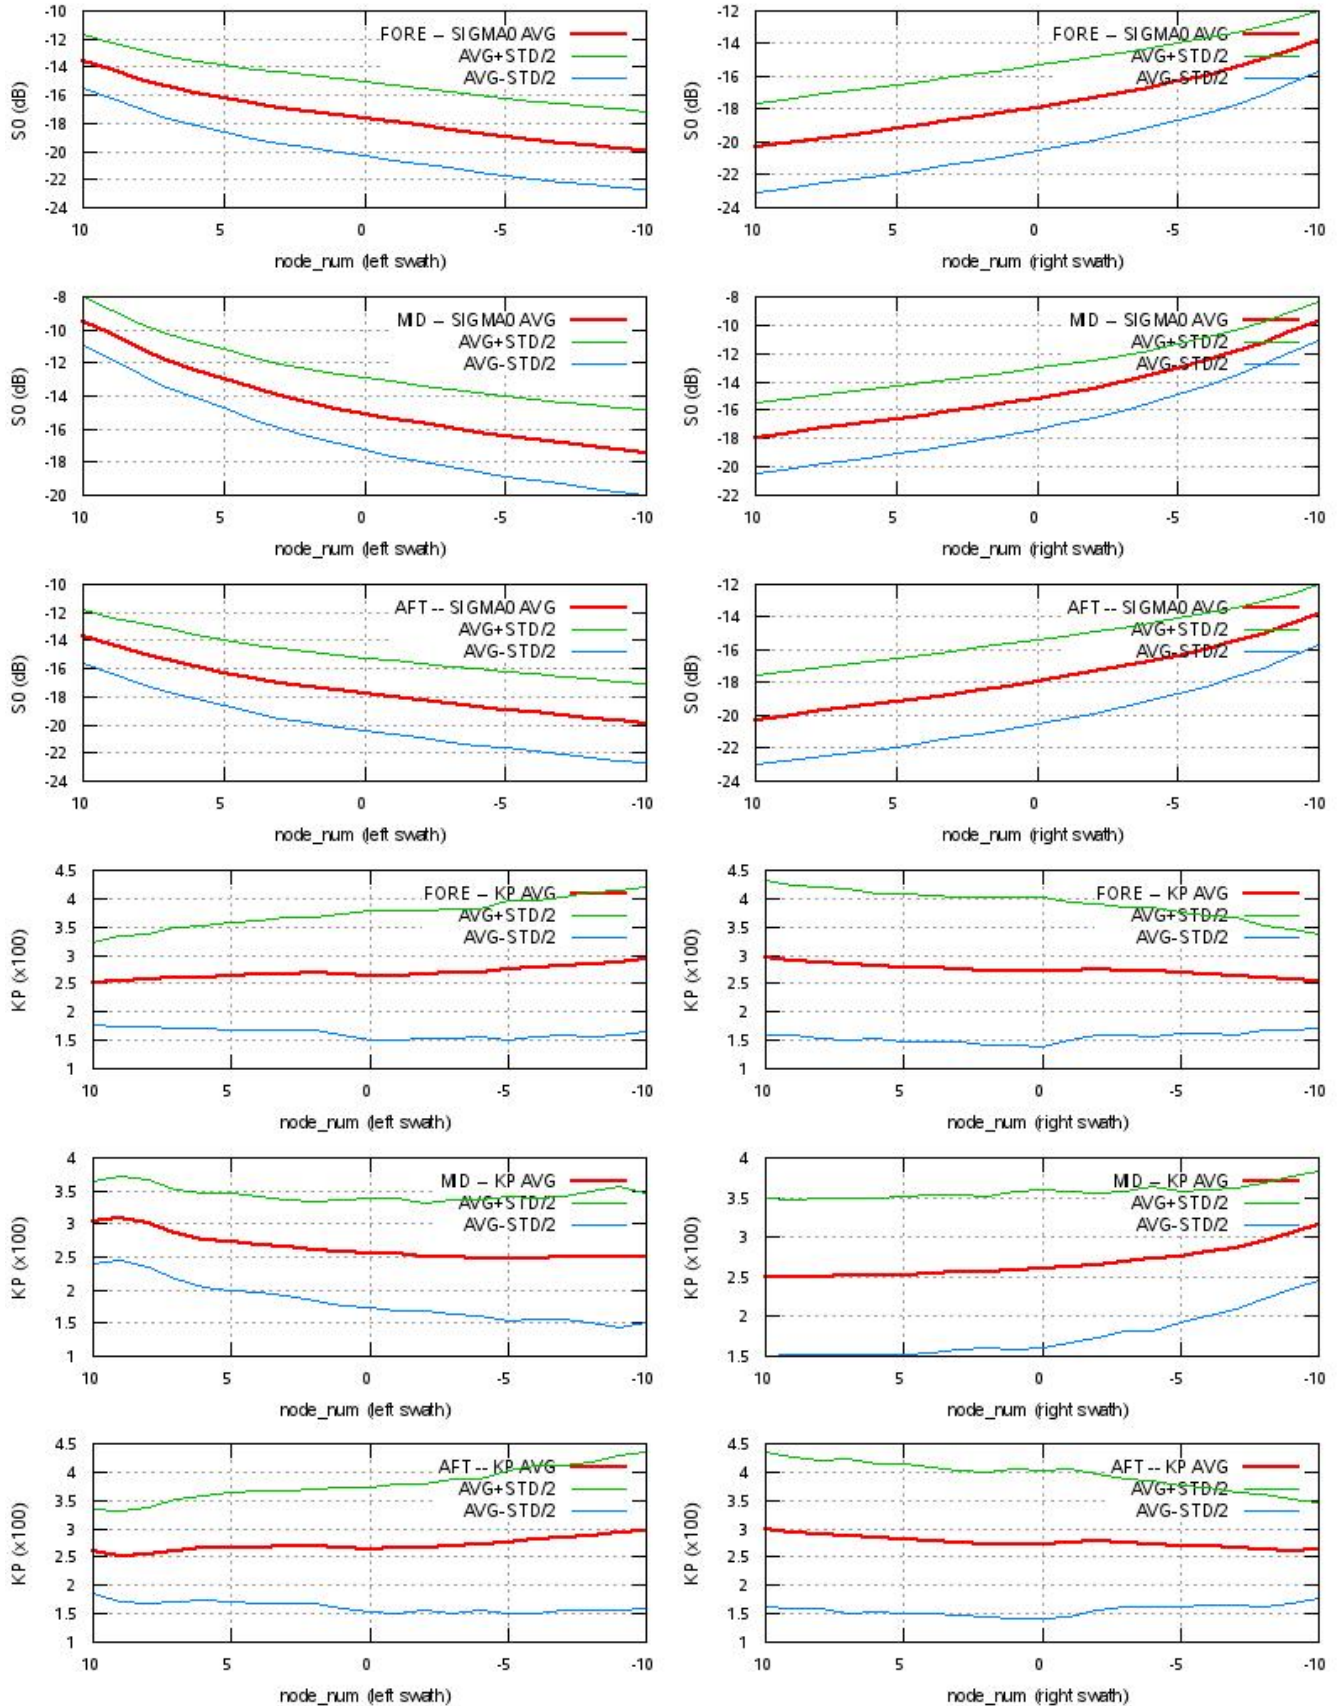 -10
-12
-14
-16
-18
-20
-22
-24
S0 (dB)
FORE – SIGMA0 AVG
AVG+STD/2
AVG-STD/2
10 5 0 -5 -10
node_num (left swath)
-12
-14
-16
-18
-20
-22
-24
S0 (dB)
FORE – SIGMA0 AVG
AVG+STD/2
AVG-STD/2
10 5 0 -5 -10
node_num (right swath)
-8
-10
-12
-14
-16
-18
-20
S0 (dB)
MID – SIGMA0 AVG
AVG+STD/2
AVG-STD/2
10 5 0 -5 -10
node_num (left swath)
-8
-10
-12
-14
-16
-18
-20
-22
S0 (dB)
MID – SIGMA0 AVG
AVG+STD/2
AVG-STD/2
10 5 0 -5 -10
node_num (right swath)
-10
-12
-14
-16
-18
-20
-22
-24
S0 (dB)
AFT -- SIGMA0 AVG
AVG+STD/2
AVG-STD/2
10 5 0 -5 -10
node_num (left swath)
-12
-14
-16
-18
-20
-22
-24
S0 (dB)
AFT -- SIGMA0 AVG
AVG+STD/2
AVG-STD/2
10 5 0 -5 -10
node_num (right swath)
4.5
4
3.5
3
2.5
2
1.5
1
KP (x100)
FORE – KP AVG
AVG+STD/2
AVG-STD/2
10 5 0 -5 -10
node_num (left swath)
4.5
4
3.5
3
2.5
2
1.5
1
KP (x100)
FORE – KP AVG
AVG+STD/2
AVG-STD/2
10 5 0 -5 -10
node_num (right swath)
4
3.5
3
2.5
2
1.5
1
KP (x100)
MID – KP AVG
AVG+STD/2
AVG-STD/2
10 5 0 -5 -10
node_num (left swath)
4
3.5
3
2.5
2
1.5
KP (x100)
MID – KP AVG
AVG+STD/2
AVG-STD/2
10 5 0 -5 -10
node_num (right swath)
4.5
4
3.5
3
2.5
2
1.5
1
KP (x100)
AFT -- KP AVG
AVG+STD/2
AVG-STD/2
10 5 0 -5 -10
node_num (left swath)
4.5
4
3.5
3
2.5
2
1.5
1
KP (x100)
AFT -- KP AVG
AVG+STD/2
AVG-STD/2
10 5 0 -5 -10
node_num (right swath)